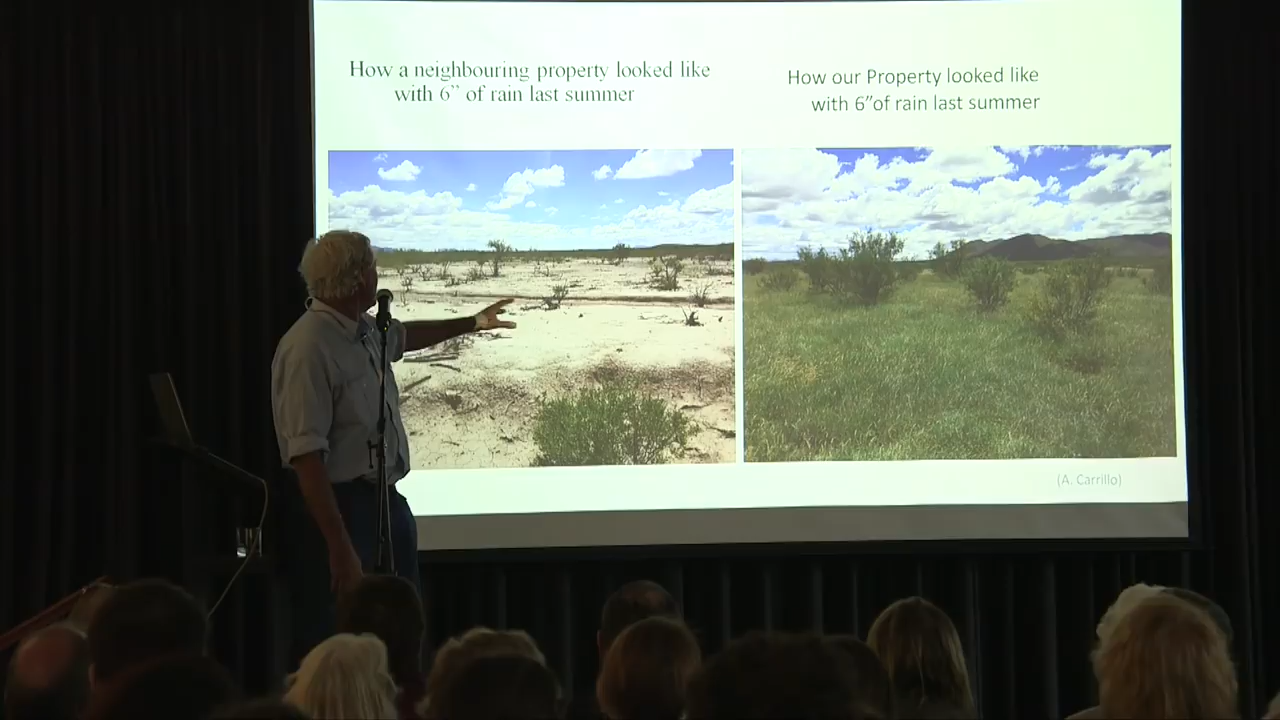 How a neighbouring property looked like
with 6” of rain last summer
How our Property looked like
with 6”of rain last summer
(A. Carrillo)